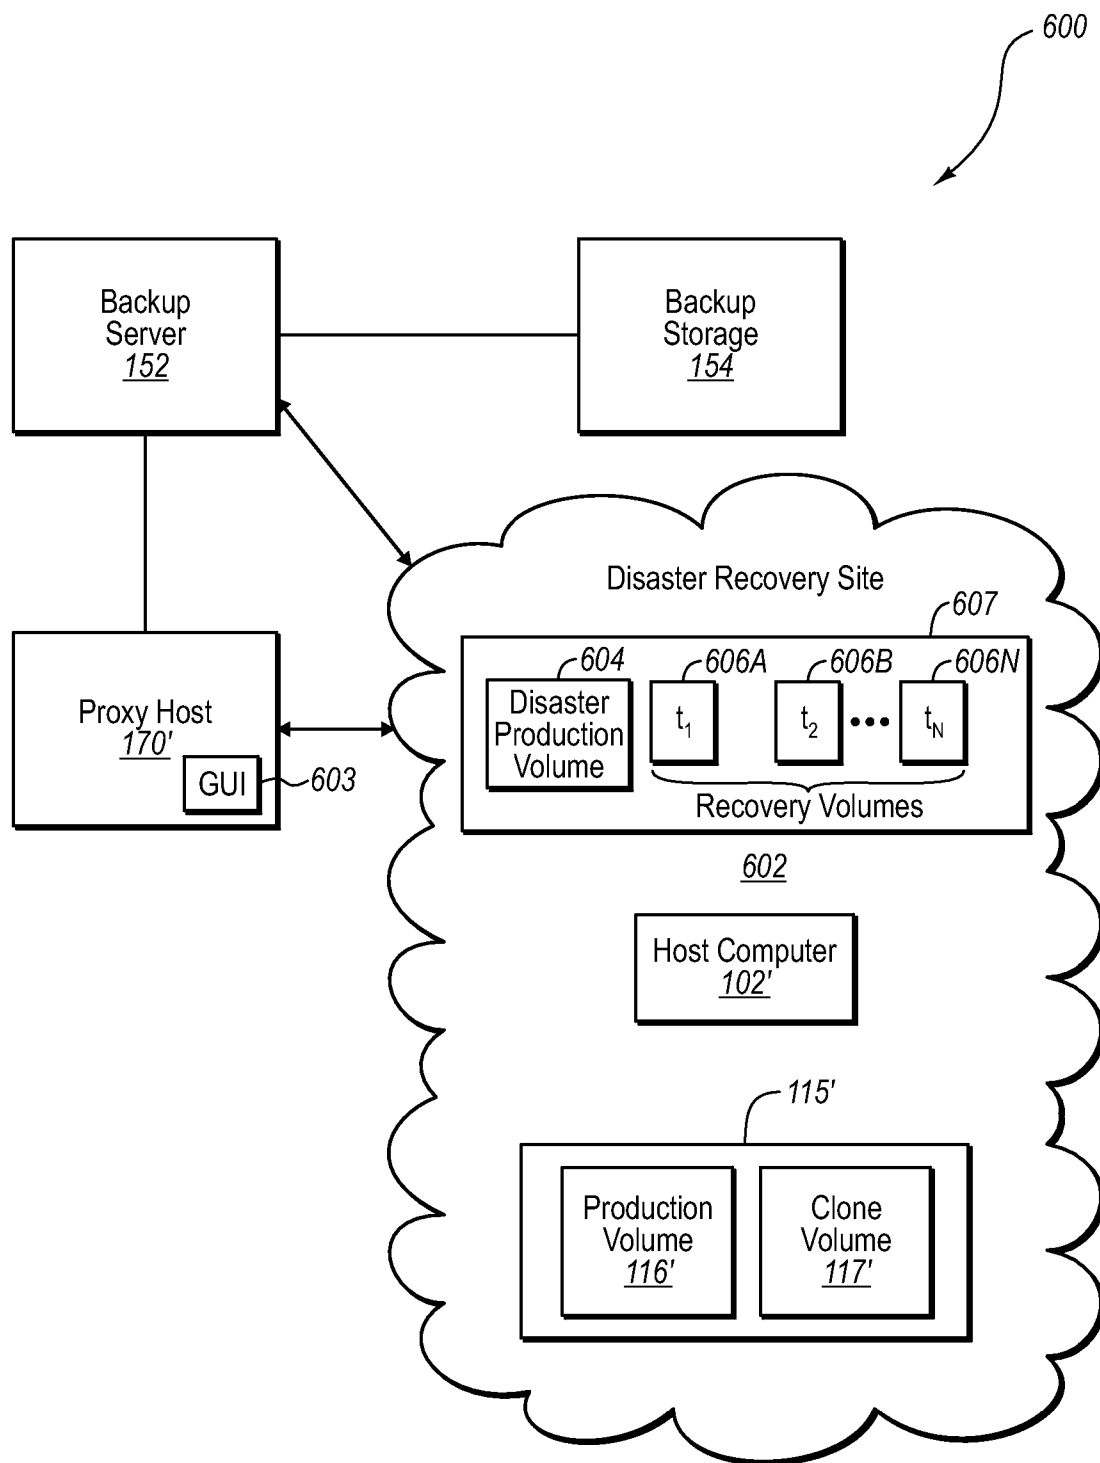 600
Backup
Server
152
Backup
Storage
154
Disaster Recovery Site
607
604
606A
606B
606N
Disaster
Production
Volume
t1
t2
•••
tN
Recovery Volumes
Proxy Host
170'
GUI
603
602
Host Computer
102'
115'
Production
Volume
116'
Clone
Volume
117'